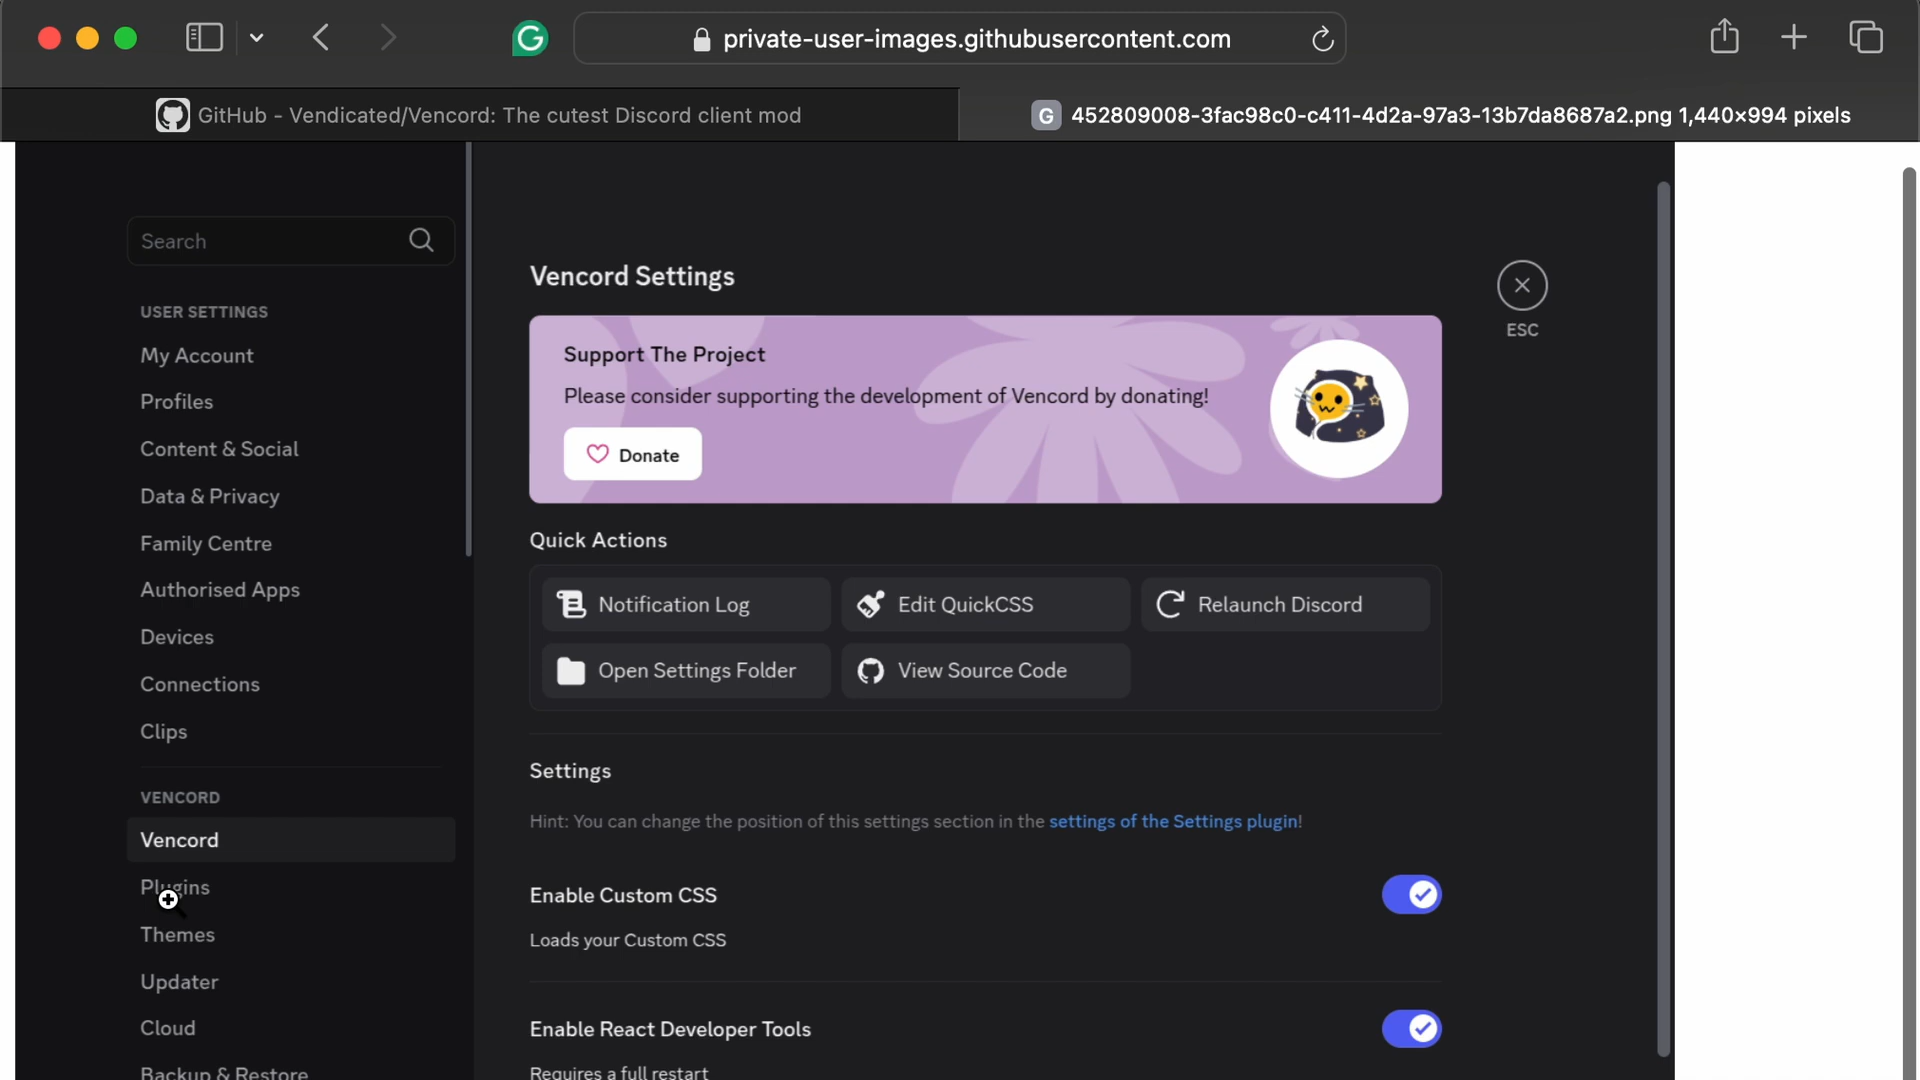 private-user-images.githubusercontent.com
GitHub - Vendicated/Vencord: The cutest Discord client mod
G 452809008-3fac98c0-c411-4d2a-97a3-13b7da8687a2.png 1,440×994 pixels
Search
USER SETTINGS
My Account
Profiles
Content & Social
Data & Privacy
Family Centre
Authorised Apps
Devices
Connections
Clips
VENCORD
Vencord
Plugins
Themes
Updater
Cloud
Backup & Restore
Vencord Settings
ESC
Support The Project
Please consider supporting the development of Vencord by donating!
Donate
Quick Actions
Notification Log
Edit QuickCSS
Relaunch Discord
Open Settings Folder
View Source Code
Settings
Hint: You can change the position of this settings section in the settings of the Settings plugin!
Enable Custom CSS
Loads your Custom CSS
Enable React Developer Tools
Requires a full restart